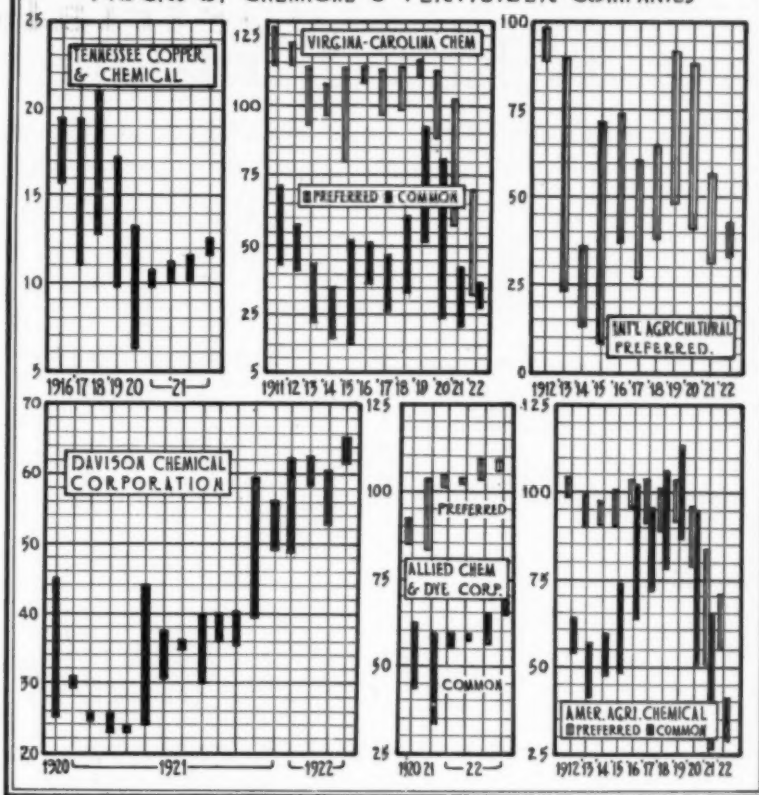 CHEMICAL & FERTILIZER COMPANIES
25
20
15
10
5
TENNESSEE COPPER
& CHEMICAL
1916 '17 '18 '19 20 '21
125
100
75
50
25
5
VIRGINA-CAROLINA CHEM
PREFERRED COMMON
1911 '12 '13 '14 '15 '16 '17 '18 '19 '20 '21 '22
100
75
50
25
0
INT'L AGRICULTURAL
PREFERRED.
1912 '13 '14 '15 '16 '17 '18 '19 '20 '21 '22
70
60
50
40
30
20
DAVISON CHEMICAL
CORPORATION
1920 1921 1922
125
100
75
50
25
PREFERRED
ALLIED CHEM
& DYE CORP.
COMMON
1920 21 22
125
100
75
50
25
AMER. AGRI. CHEMICAL
PREFERRED COMMON
1912 '13 '14 '15 '16 '17 '18 '19 '20 '21 '22